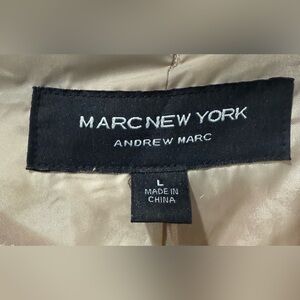 MARC NEW YORK
ANDREW MARC
L
MADE IN
CHINA